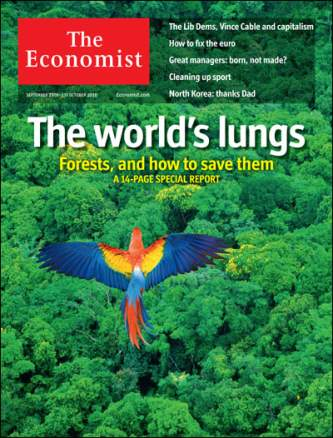 The
Economist
SEPTEMBER 25TH-1ST OCTOBER 2010
Economist.com
The Lib Dems, Vince Cable and capitalism
How to fix the euro
Great managers: born, not made?
Cleaning up sport
North Korea: thanks Dad
The world's lungs
Forests, and how to save them
A 14-PAGE SPECIAL REPORT